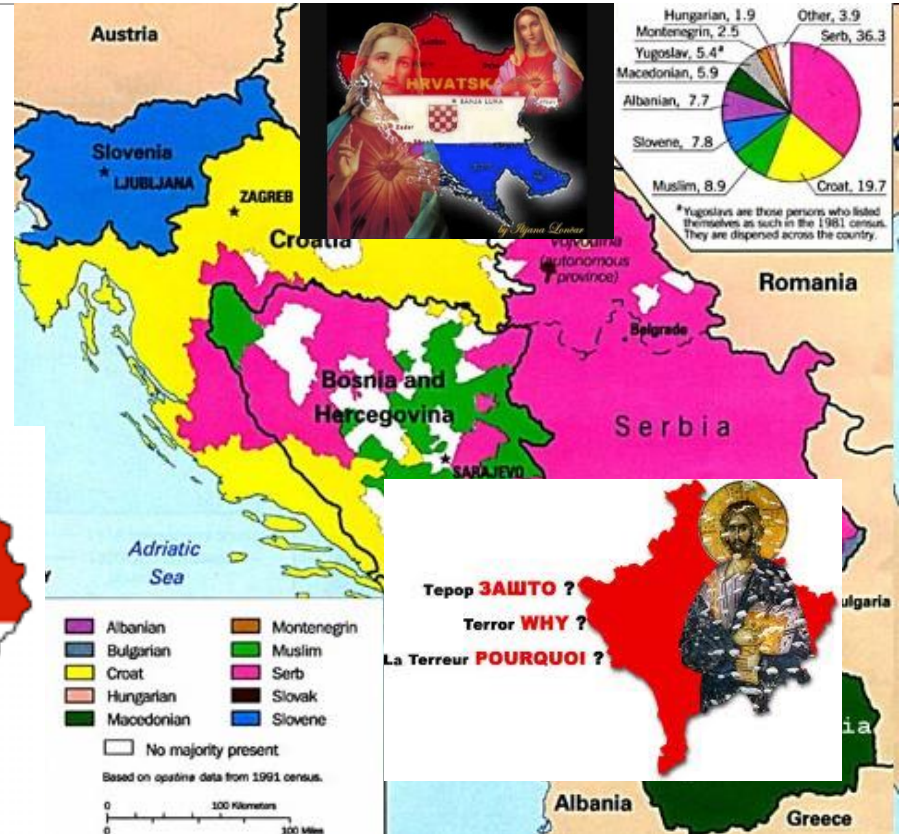 Austria
Slovenia
LJUBLJANA
ZAGREB
Croatia
HRVATSKA
BANJA LUKA
Zadar
by Iljana Lončar
Hungarian, 1.9
Other, 3.9
Montenegrin, 2.5
Serb, 36.3
Yugoslav, 5.4ª
Macedonian, 5.9
Albanian, 7.7
Slovene, 7.8
Muslim, 8.9
Croat, 19.7
ªYugoslavs are those persons who listed
themselves as such in the 1981 census.
They are dispersed across the country.
Vojvodina
(autonomous
province)
Romania
Belgrade
Bosnia and
Hercegovina
Serbia
SARAJEVO
Adriatic
Sea
Терор ЗАШТО ?
Terror WHY ?
La Terreur POURQUOI ?
ulgaria
Albanian
Bulgarian
Croat
Hungarian
Macedonian
Montenegrin
Muslim
Serb
Slovak
Slovene
No majority present
Based on opstina data from 1991 census.
0 100 Kilometers
0 100 Miles
ia
Albania
Greece